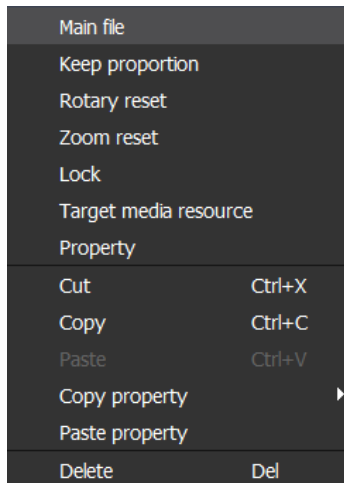 Main file
Keep proportion
Rotary reset
Zoom reset
Lock
Target media resource
Property
Cut Ctrl+X
Copy Ctrl+C
Paste Ctrl+V
Copy property
Paste property
Delete Del